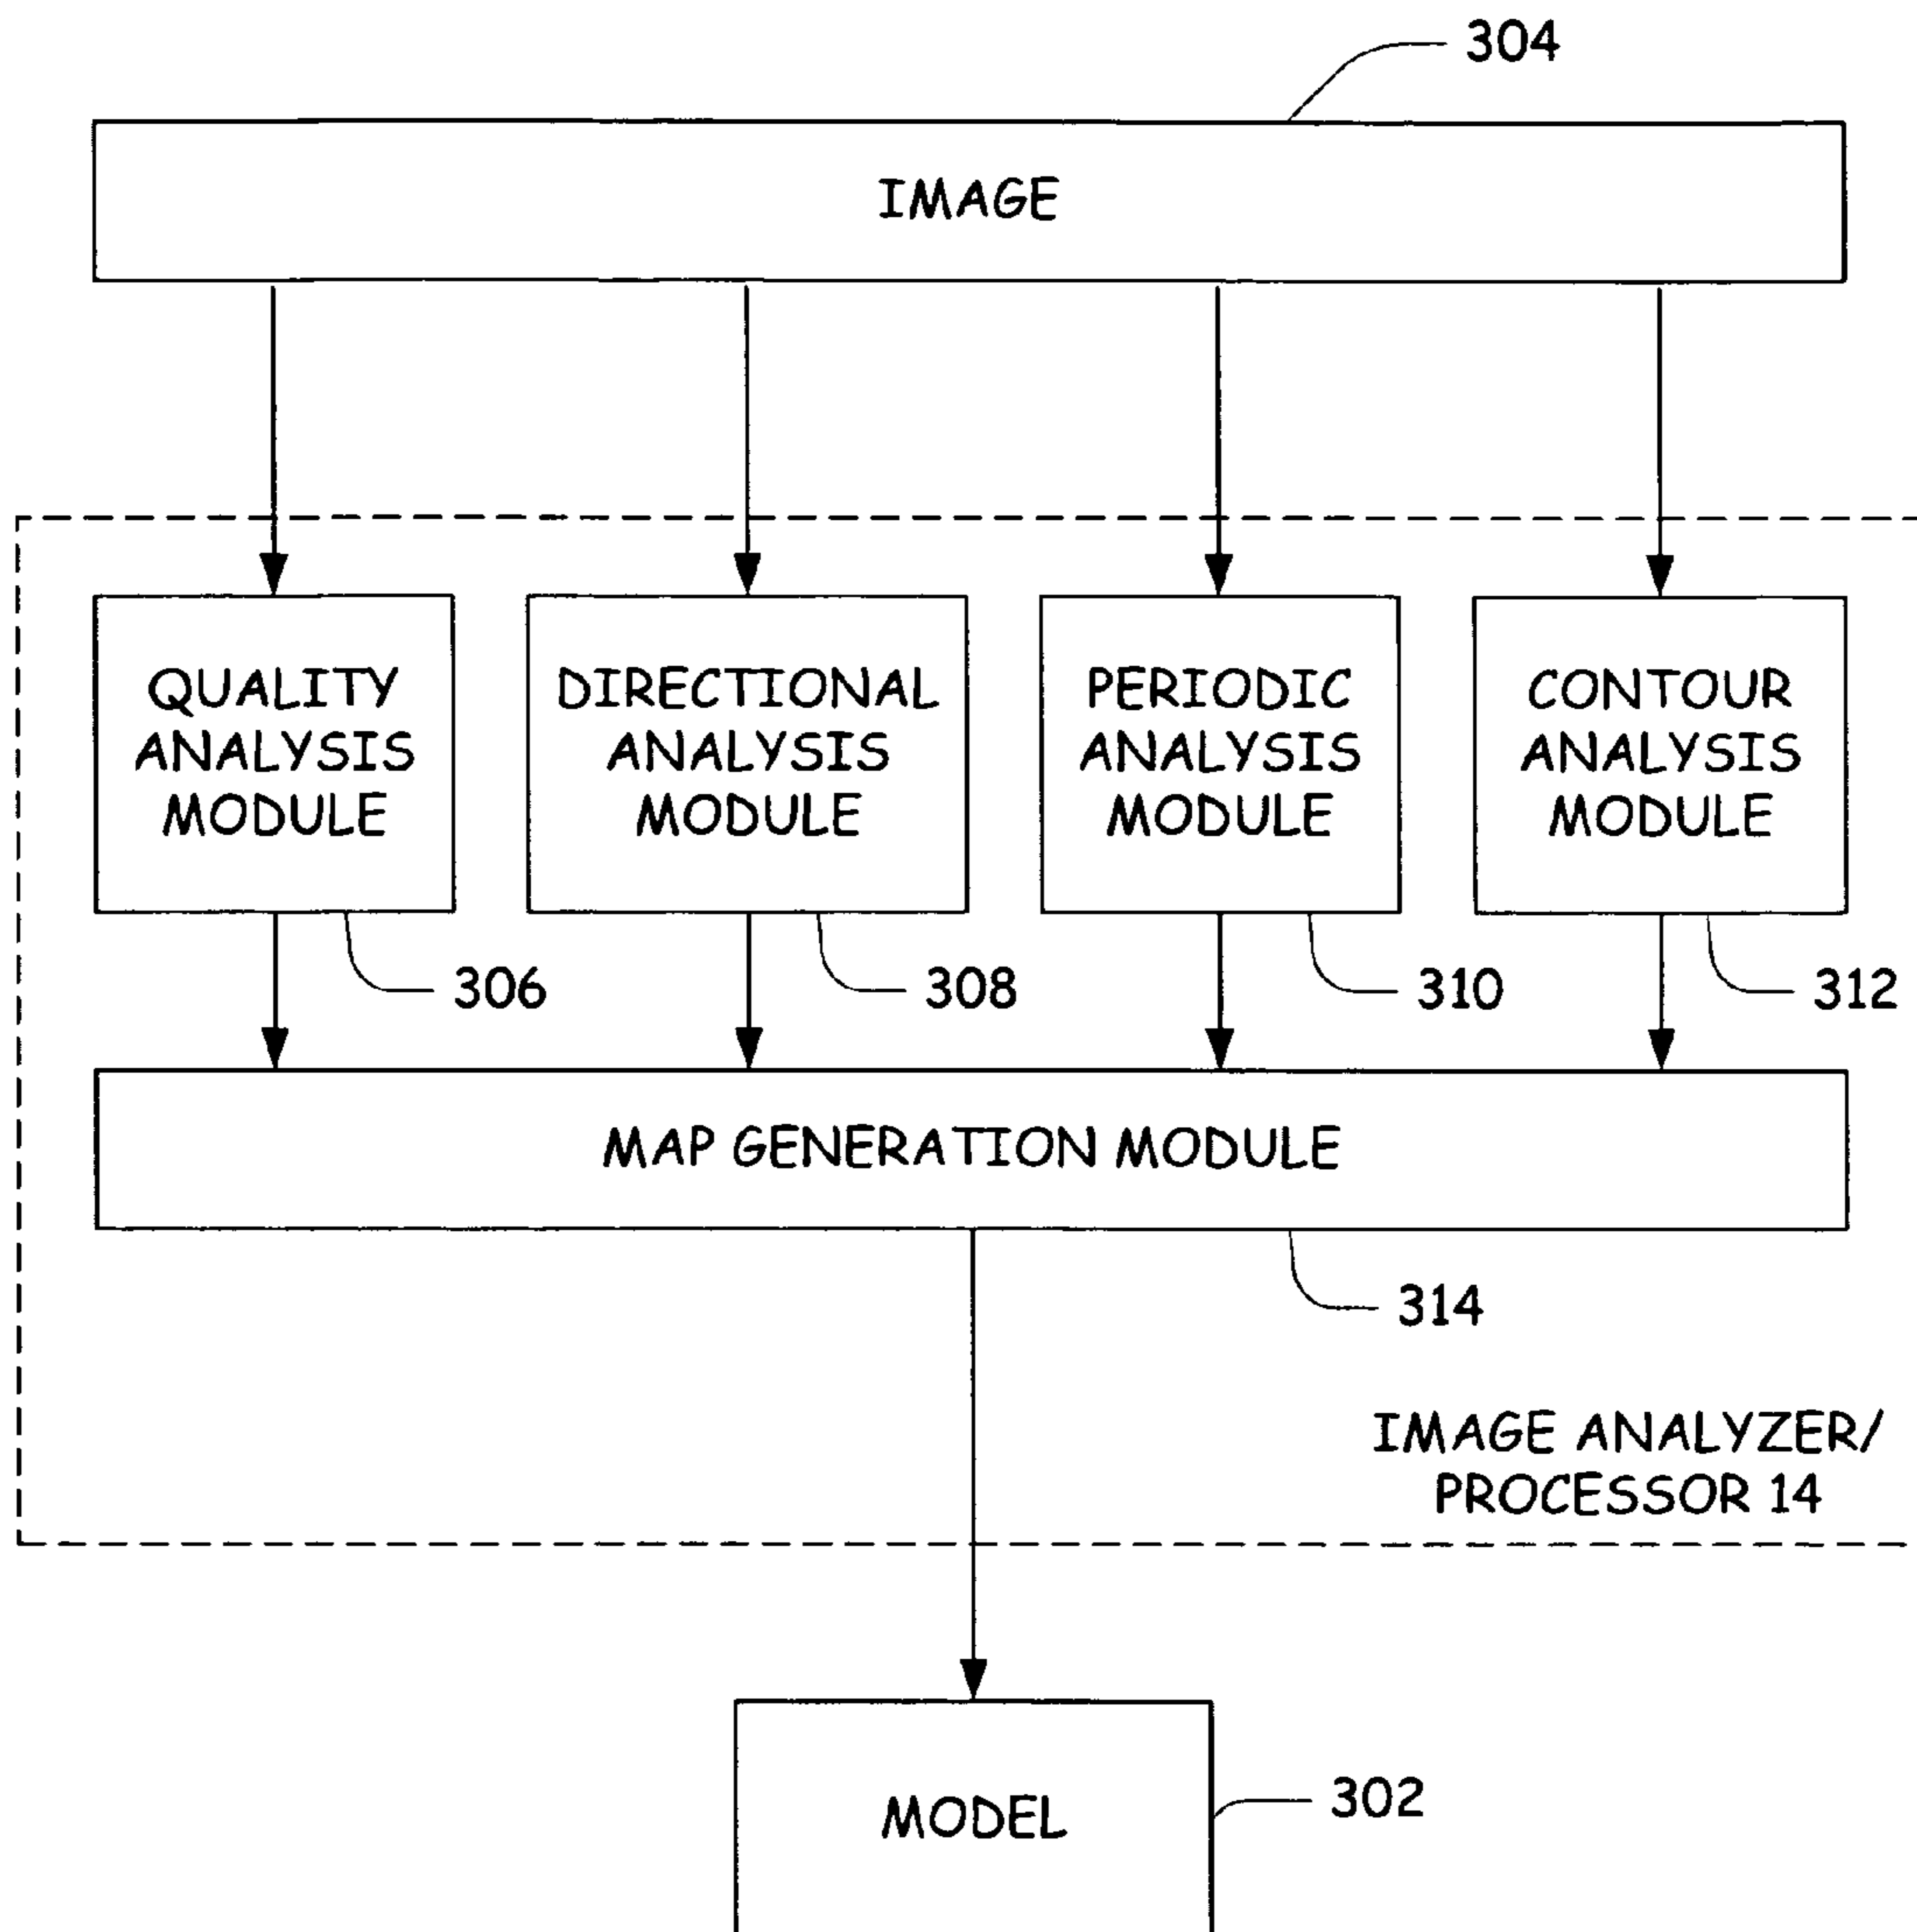 304
IMAGE
QUALITY
ANALYSIS
MODULE
DIRECTIONAL
ANALYSIS
MODULE
PERIODIC
ANALYSIS
MODULE
CONTOUR
ANALYSIS
MODULE
306
308
310
312
MAP GENERATION MODULE
314
IMAGE ANALYZER/
PROCESSOR 14
MODEL
302